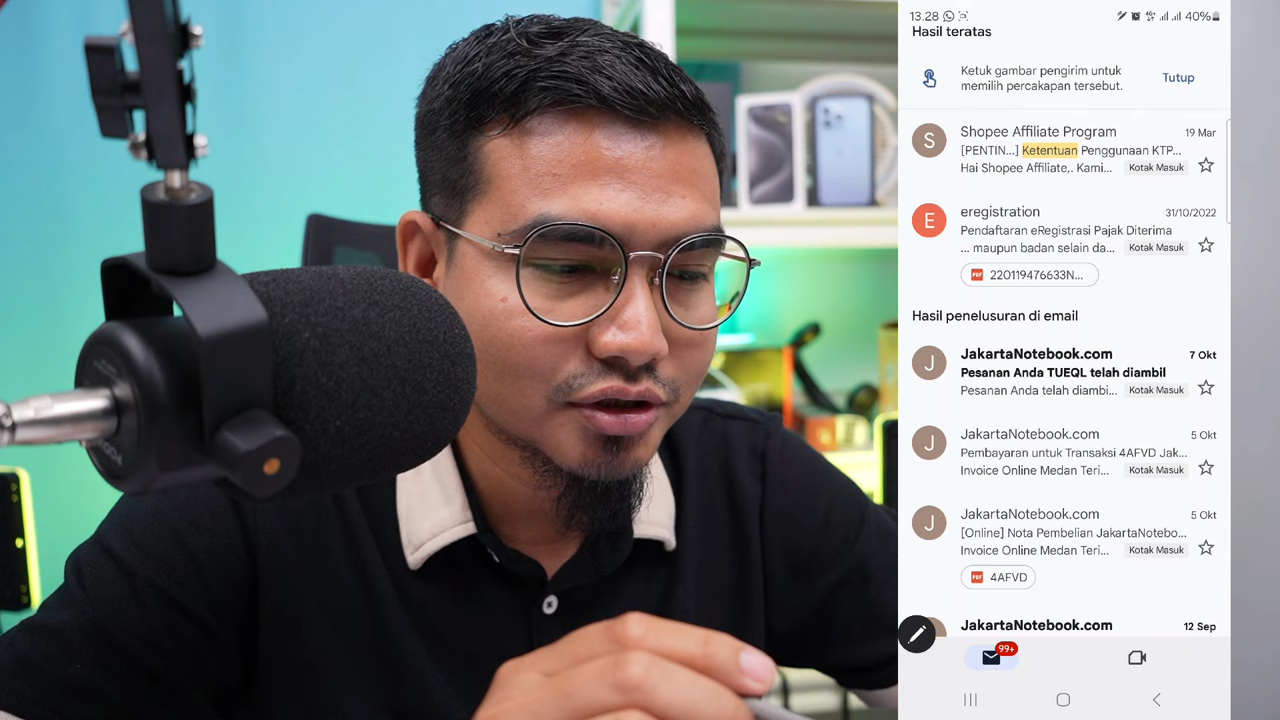 13.28
40%
Hasil teratas
Ketuk gambar pengirim untuk
memilih percakapan tersebut.
Tutup
S
Shopee Affiliate Program
19 Mar
[PENTIN...] Ketentuan Penggunaan KTP...
Hai Shopee Affiliate,. Kami...
Kotak Masuk
E
eregistration
31/10/2022
Pendaftaran eRegistrasi Pajak Diterima
... maupun badan selain da...
Kotak Masuk
PDF
220119476633N...
Hasil penelusuran di email
J
JakartaNotebook.com
7 Okt
Pesanan Anda TUEQL telah diambil
Pesanan Anda telah diambi...
Kotak Masuk
J
JakartaNotebook.com
5 Okt
Pembayaran untuk Transaksi 4AFVD Jak...
Invoice Online Medan Teri...
Kotak Masuk
J
JakartaNotebook.com
5 Okt
[Online] Nota Pembelian JakartaNotebo...
Invoice Online Medan Teri...
Kotak Masuk
PDF
4AFVD
JakartaNotebook.com
12 Sep
99+